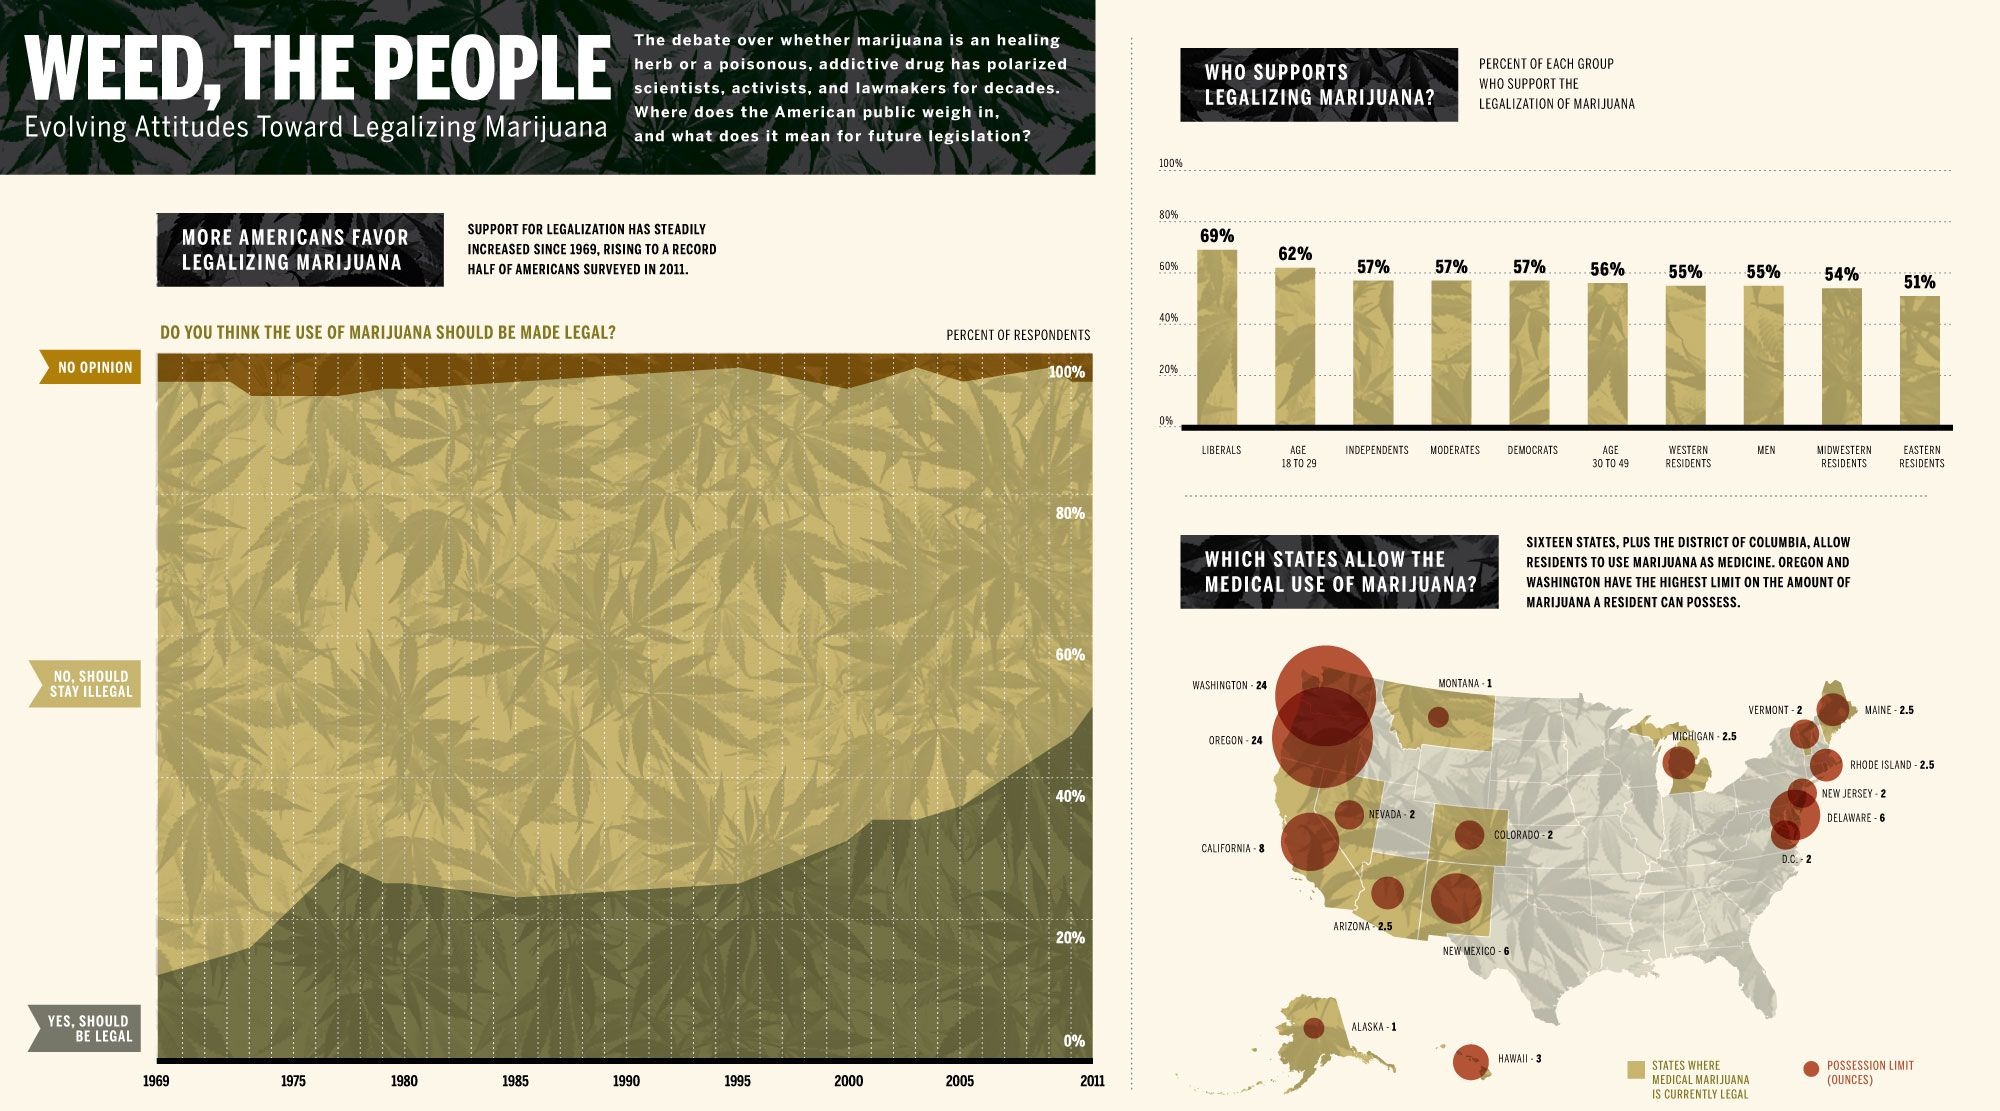 WEED, THE PEOPLE
Evolving Attitudes Toward Legalizing Marijuana
The debate over whether marijuana is an healing
herb or a poisonous, addictive drug has polarized
scientists, activists, and lawmakers for decades.
Where does the American public weigh in,
and what does it mean for future legislation?
MORE AMERICANS FAVOR
LEGALIZING MARIJUANA
SUPPORT FOR LEGALIZATION HAS STEADILY
INCREASED SINCE 1969, RISING TO A RECORD
HALF OF AMERICANS SURVEYED IN 2011.
DO YOU THINK THE USE OF MARIJUANA SHOULD BE MADE LEGAL?
PERCENT OF RESPONDENTS
NO OPINION
NO, SHOULD
STAY ILLEGAL
YES, SHOULD
BE LEGAL
100%
80%
60%
40%
20%
0%
1969
1975
1980
1985
1990
1995
2000
2005
2011
WHO SUPPORTS
LEGALIZING MARIJUANA?
PERCENT OF EACH GROUP
WHO SUPPORT THE
LEGALIZATION OF MARIJUANA
100%
80%
60%
40%
20%
0%
69%
62%
57%
57%
57%
56%
55%
55%
54%
51%
LIBERALS
AGE
18 TO 29
INDEPENDENTS
MODERATES
DEMOCRATS
AGE
30 TO 49
WESTERN
RESIDENTS
MEN
MIDWESTERN
RESIDENTS
EASTERN
RESIDENTS
WHICH STATES ALLOW THE
MEDICAL USE OF MARIJUANA?
SIXTEEN STATES, PLUS THE DISTRICT OF COLUMBIA, ALLOW
RESIDENTS TO USE MARIJUANA AS MEDICINE. OREGON AND
WASHINGTON HAVE THE HIGHEST LIMIT ON THE AMOUNT OF
MARIJUANA A RESIDENT CAN POSSESS.
WASHINGTON - 24
MONTANA - 1
VERMONT - 2
MAINE - 2.5
OREGON - 24
MICHIGAN - 2.5
RHODE ISLAND - 2.5
NEW JERSEY - 2
NEVADA - 2
DELAWARE - 6
COLORADO - 2
CALIFORNIA - 8
D.C. - 2
ARIZONA - 2.5
NEW MEXICO - 6
ALASKA - 1
HAWAII - 3
STATES WHERE
MEDICAL MARIJUANA
IS CURRENTLY LEGAL
POSSESSION LIMIT
(OUNCES)